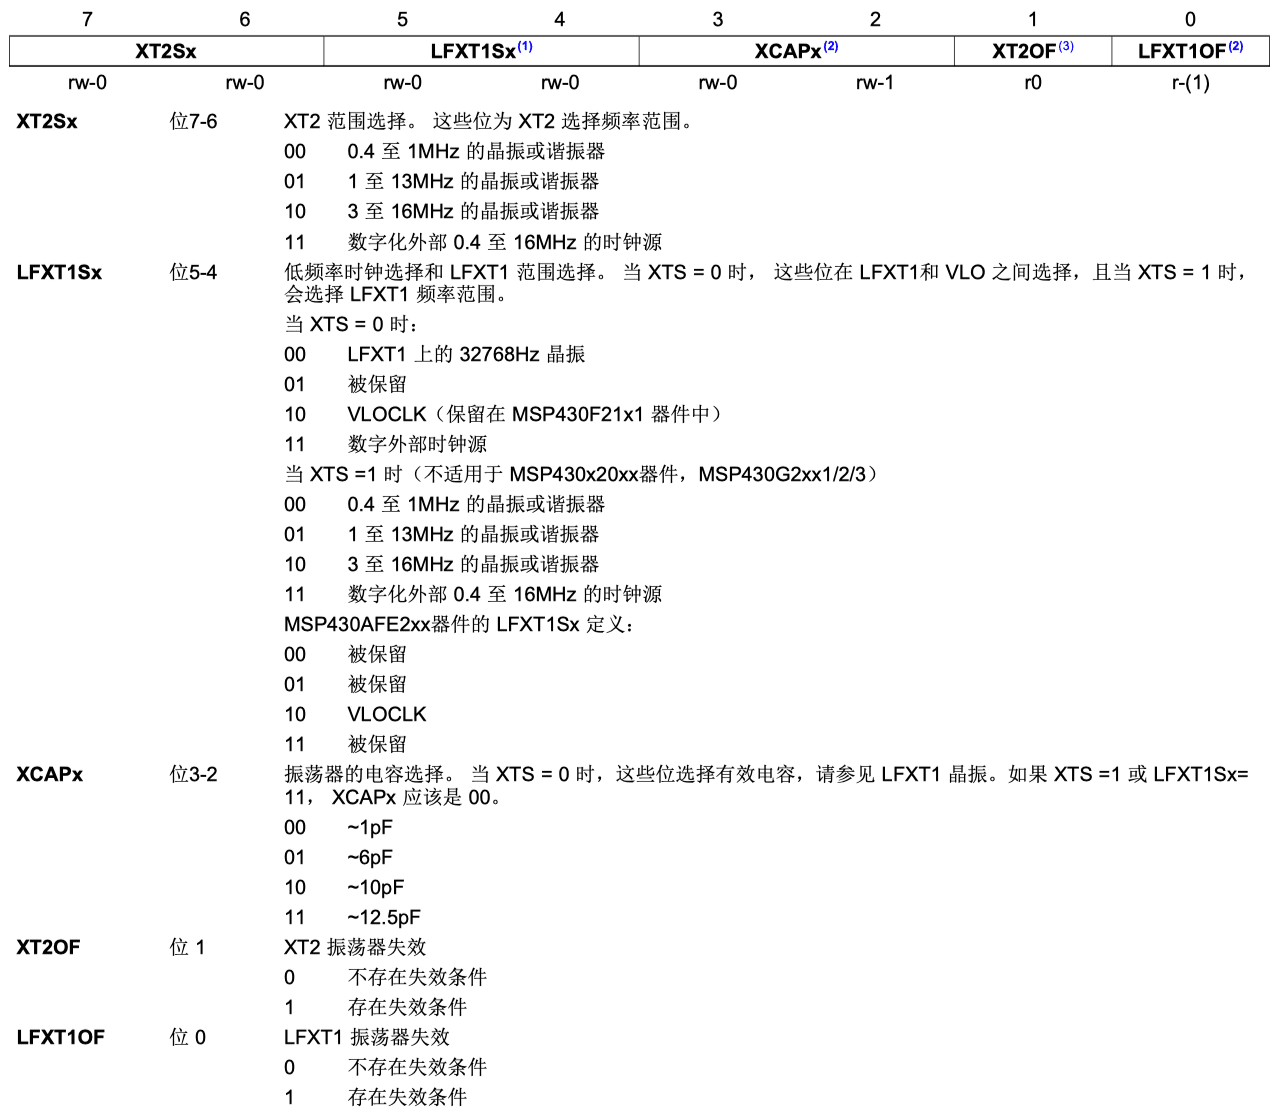 7 6 5 4 3 2 1 0
XT2Sx LFXT1Sx(1) XCAPx(2) XT2OF(3) LFXT1OF(2)
rw-0 rw-0 rw-0 rw-0 rw-0 rw-1 r0 r-(1)
XT2Sx 位7-6 XT2 范围选择。 这些位为 XT2 选择频率范围。
00 0.4 至 1MHz 的晶振或谐振器
01 1 至 13MHz 的晶振或谐振器
10 3 至 16MHz 的晶振或谐振器
11 数字化外部 0.4 至 16MHz 的时钟源
LFXT1Sx 位5-4 低频率时钟选择和 LFXT1 范围选择。 当 XTS = 0 时， 这些位在 LFXT1和 VLO 之间选择，且当 XTS = 1 时，
会选择 LFXT1 频率范围。
当 XTS = 0 时：
00 LFXT1 上的 32768Hz 晶振
01 被保留
10 VLOCLK（保留在 MSP430F21x1 器件中）
11 数字外部时钟源
当 XTS =1 时（不适用于 MSP430x20xx器件，MSP430G2xx1/2/3）
00 0.4 至 1MHz 的晶振或谐振器
01 1 至 13MHz 的晶振或谐振器
10 3 至 16MHz 的晶振或谐振器
11 数字化外部 0.4 至 16MHz 的时钟源
MSP430AFE2xx器件的 LFXT1Sx 定义：
00 被保留
01 被保留
10 VLOCLK
11 被保留
XCAPx 位3-2 振荡器的电容选择。 当 XTS = 0 时，这些位选择有效电容，请参见 LFXT1 晶振。如果 XTS =1 或 LFXT1Sx=
11， XCAPx 应该是 00。
00 ~1pF
01 ~6pF
10 ~10pF
11 ~12.5pF
XT2OF 位 1 XT2 振荡器失效
0 不存在失效条件
1 存在失效条件
LFXT1OF 位 0 LFXT1 振荡器失效
0 不存在失效条件
1 存在失效条件